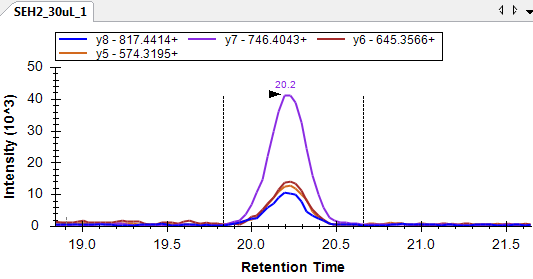 SEH2_30uL_1
y8 - 817.4414+ y7 - 746.4043+ y6 - 645.3566+
y5 - 574.3195+
50
40
30
20
10
0
Intensity (10^3)
20.2
19.0 19.5 20.0 20.5 21.0 21.5
Retention Time